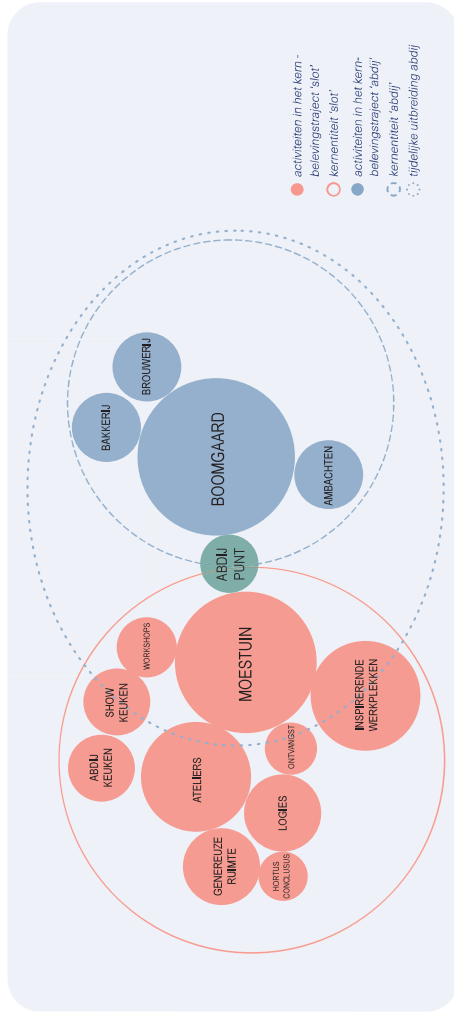 ABDIJ
KEUKEN
SHOW
KEUKEN
WORKSHOPS
GENEREUZE
RUIMTE
ATELIERS
HORTUS
CONCLUSUS
LOGIES
ONTVANGST
MOESTUIN
INSPIRERENDE
WERKPLEKKEN
ABDIJ
PUNT
BAKKERIJ
BROUWERIJ
BOOMGAARD
AMBACHTEN
activiteiten in het kern -
belevingstraject 'slot'
kernentiteit 'slot'
activiteiten in het kern-
belevingstraject 'abdij'
kernentiteit 'abdij'
tijdelijke uitbreiding abdij